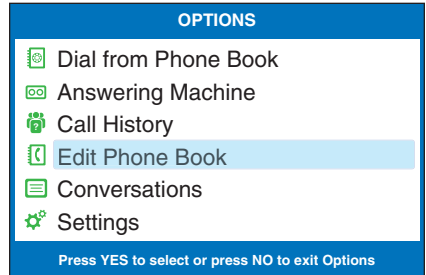 OPTIONS
Dial from Phone Book
Answering Machine
Call History
Edit Phone Book
Conversations
Settings
Press YES to select or press NO to exit Options